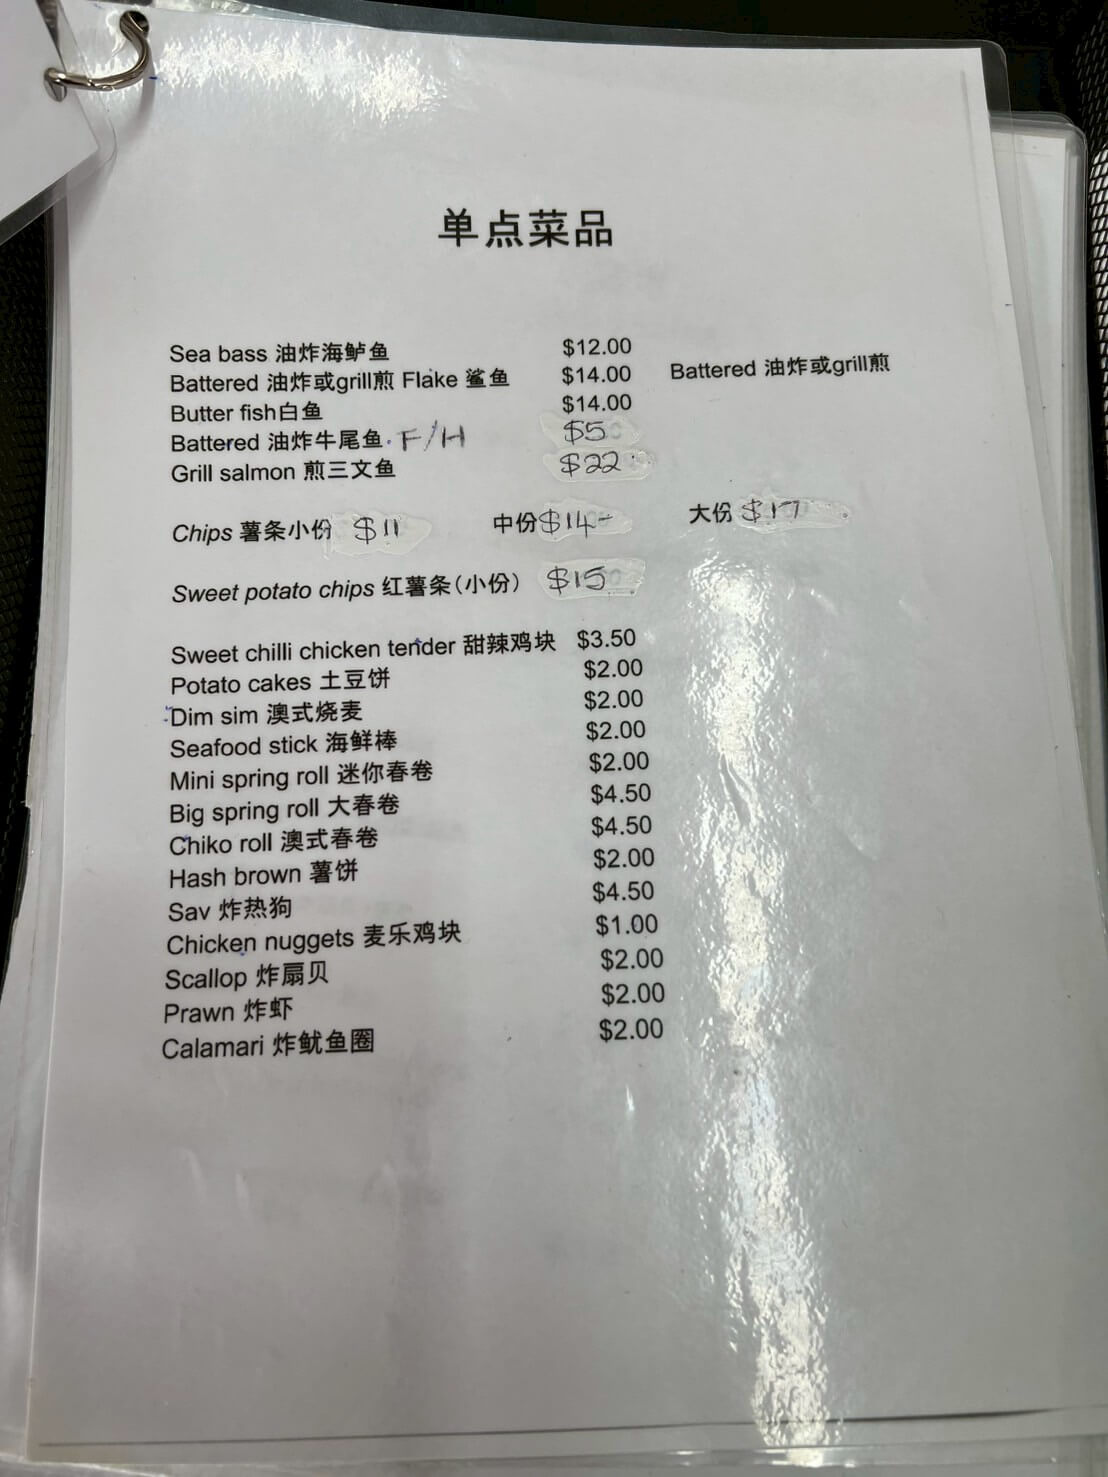 单点菜品
Sea bass 油炸海鲈鱼 $12.00
Battered 油炸或grill煎 Flake 鲨鱼 $14.00 Battered 油炸或grill煎
Butter fish白鱼 $14.00
Battered 油炸牛尾鱼. F/H $5
Grill salmon 煎三文鱼 $22
Chips 薯条小份 $11 中份 $14- 大份 $17
Sweet potato chips 红薯条(小份) $15
Sweet chilli chicken tender 甜辣鸡块 $3.50
Potato cakes 土豆饼 $2.00
Dim sim 澳式烧麦 $2.00
Seafood stick 海鲜棒 $2.00
Mini spring roll 迷你春卷 $2.00
Big spring roll 大春卷 $4.50
Chiko roll 澳式春卷 $4.50
Hash brown 薯饼 $2.00
Sav 炸热狗 $4.50
Chicken nuggets 麦乐鸡块 $1.00
Scallop 炸扇贝 $2.00
Prawn 炸虾 $2.00
Calamari 炸鱿鱼圈 $2.00